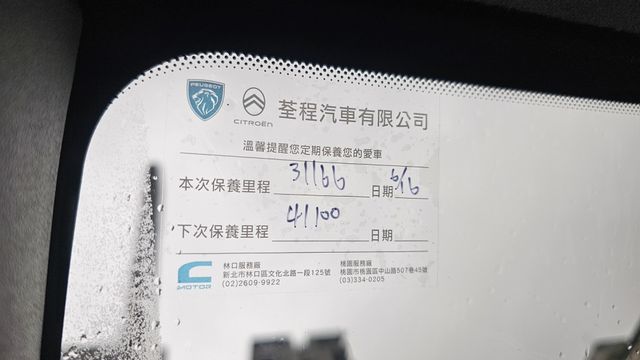 PEUGEOT
CITROËN
荃程汽車有限公司
溫馨提醒您定期保養您的愛車
本次保養里程 31166 日期 6/16
下次保養里程 41100 日期
C MOTOR
林口服務廠
新北市林口區文化北路一段125號
(02)2609-9922
桃園服務廠
桃園市桃園區中山路507巷45號
(03)334-0205